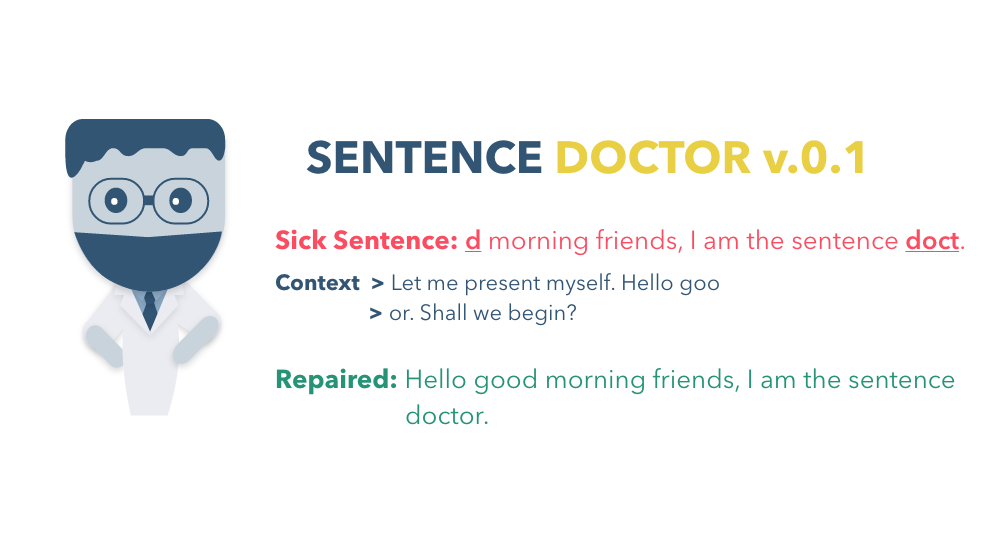 SENTENCE DOCTOR v.0.1
Sick Sentence: d morning friends, I am the sentence doct.
Context > Let me present myself. Hello goo
> or. Shall we begin?
Repaired: Hello good morning friends, I am the sentence
doctor.